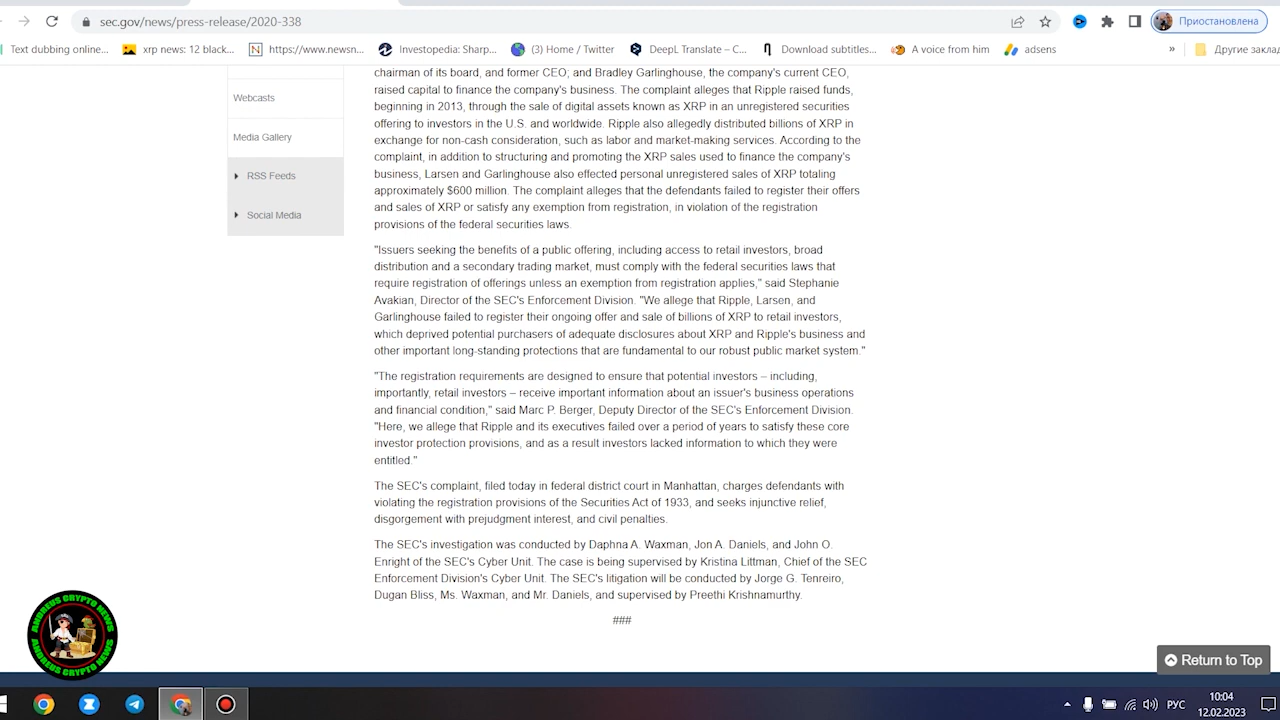 sec.gov/news/press-release/2020-338
Приостановлена
Text dubbing online...
xrp news: 12 black...
https://www.newsn...
Investopedia: Sharp...
(3) Home / Twitter
DeepL Translate – C...
Download subtitles...
A voice from him
adsens
»
Другие заклад
chairman of its board, and former CEO; and Bradley Garlinghouse, the company's current CEO,
raised capital to finance the company's business. The complaint alleges that Ripple raised funds,
beginning in 2013, through the sale of digital assets known as XRP in an unregistered securities
offering to investors in the U.S. and worldwide. Ripple also allegedly distributed billions of XRP in
exchange for non-cash consideration, such as labor and market-making services. According to the
complaint, in addition to structuring and promoting the XRP sales used to finance the company's
business, Larsen and Garlinghouse also effected personal unregistered sales of XRP totaling
approximately $600 million. The complaint alleges that the defendants failed to register their offers
and sales of XRP or satisfy any exemption from registration, in violation of the registration
provisions of the federal securities laws.
Webcasts
Media Gallery
RSS Feeds
Social Media
"Issuers seeking the benefits of a public offering, including access to retail investors, broad
distribution and a secondary trading market, must comply with the federal securities laws that
require registration of offerings unless an exemption from registration applies," said Stephanie
Avakian, Director of the SEC's Enforcement Division. "We allege that Ripple, Larsen, and
Garlinghouse failed to register their ongoing offer and sale of billions of XRP to retail investors,
which deprived potential purchasers of adequate disclosures about XRP and Ripple's business and
other important long-standing protections that are fundamental to our robust public market system."
"The registration requirements are designed to ensure that potential investors – including,
importantly, retail investors – receive important information about an issuer's business operations
and financial condition," said Marc P. Berger, Deputy Director of the SEC's Enforcement Division.
"Here, we allege that Ripple and its executives failed over a period of years to satisfy these core
investor protection provisions, and as a result investors lacked information to which they were
entitled."
The SEC's complaint, filed today in federal district court in Manhattan, charges defendants with
violating the registration provisions of the Securities Act of 1933, and seeks injunctive relief,
disgorgement with prejudgment interest, and civil penalties.
The SEC's investigation was conducted by Daphna A. Waxman, Jon A. Daniels, and John O.
Enright of the SEC's Cyber Unit. The case is being supervised by Kristina Littman, Chief of the SEC
Enforcement Division's Cyber Unit. The SEC's litigation will be conducted by Jorge G. Tenreiro,
Dugan Bliss, Ms. Waxman, and Mr. Daniels, and supervised by Preethi Krishnamurthy.
###
ANDREUS CRYPTO NEWS
ANDREUS CRYPTO NEWS
Return to Top
РУС
10:04
12.02.2023